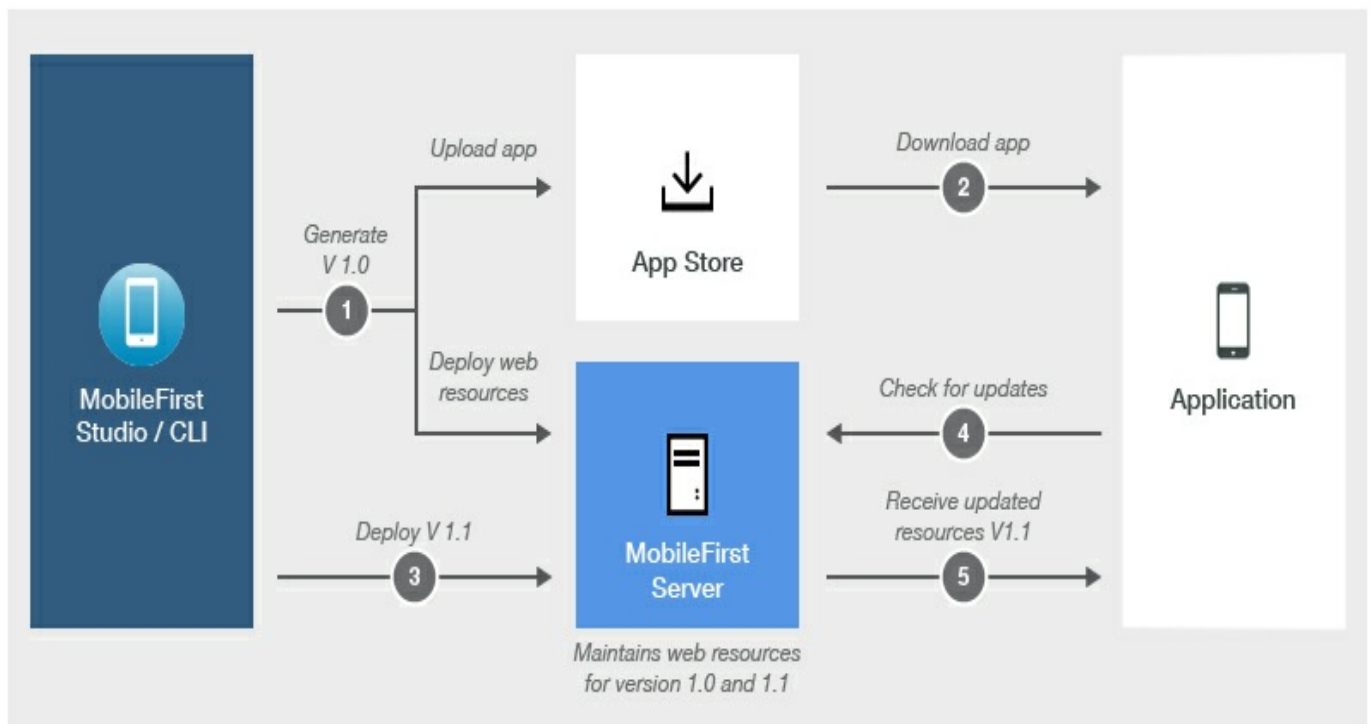 Upload app
Download app
2
Generate
V 1.0
1
App Store
MobileFirst
Studio / CLI
Deploy web
resources
Check for updates
4
Application
MobileFirst
Server
Receive updated
resources V1.1
5
Deploy V 1.1
3
Maintains web resources
for version 1.0 and 1.1